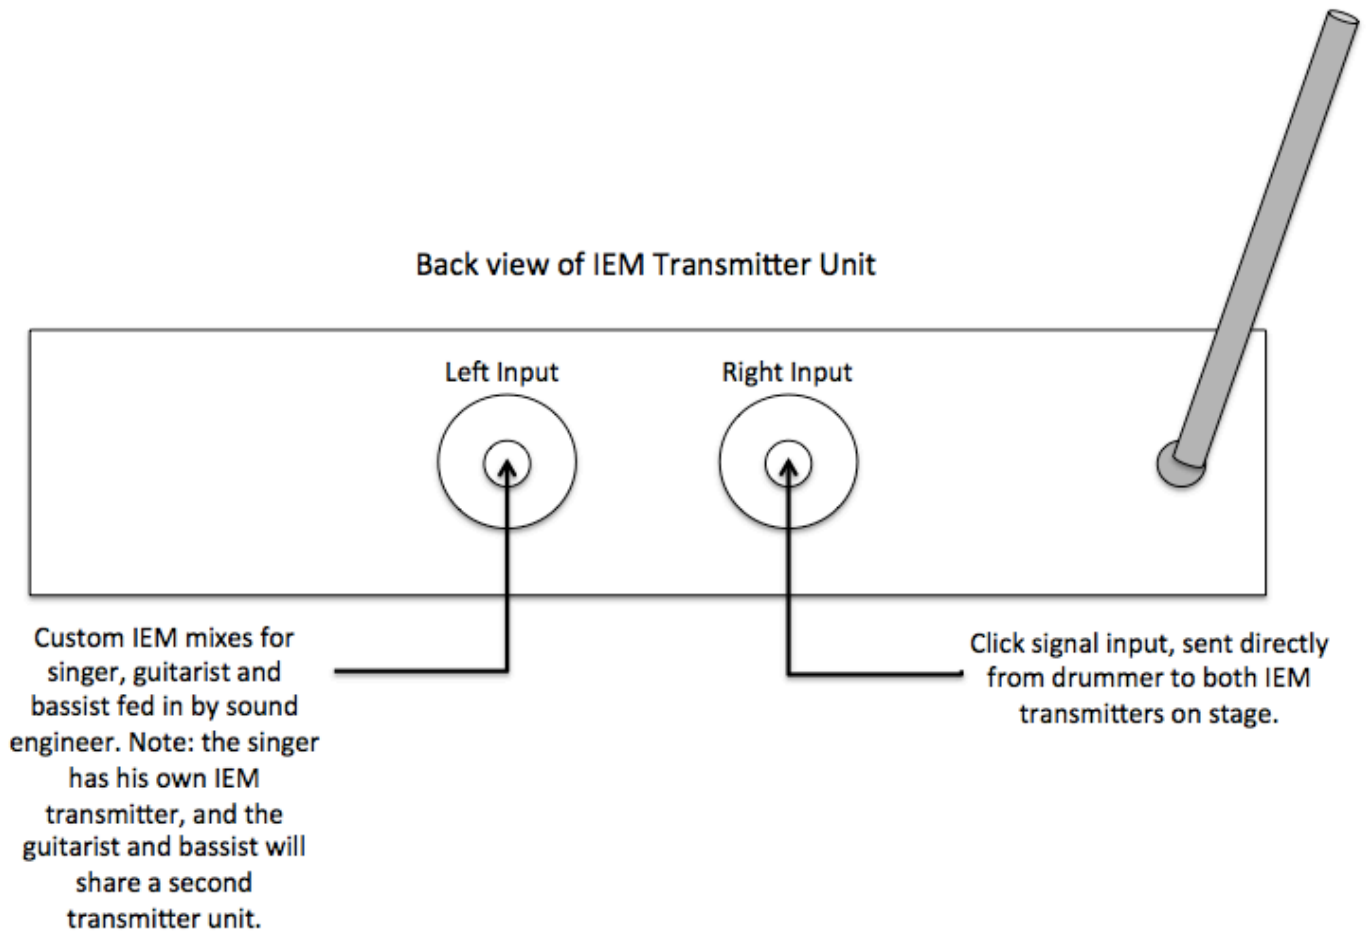 Back view of IEM Transmitter Unit
Left Input
Right Input
Custom IEM mixes for
singer, guitarist and
bassist fed in by sound
engineer. Note: the singer
has his own IEM
transmitter, and the
guitarist and bassist will
share a second
transmitter unit.
Click signal input, sent directly
from drummer to both IEM
transmitters on stage.